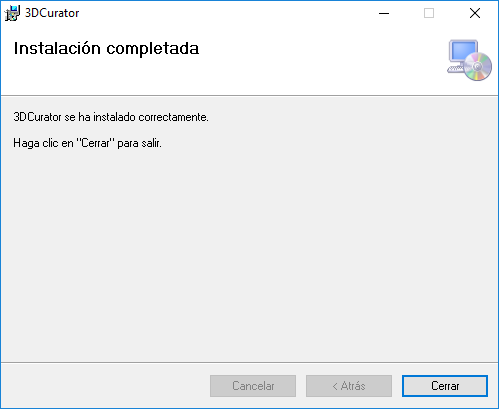 3DCurator
Instalación completada
3DCurator se ha instalado correctamente.
Haga clic en "Cerrar" para salir.
Cancelar
< Atrás
Cerrar